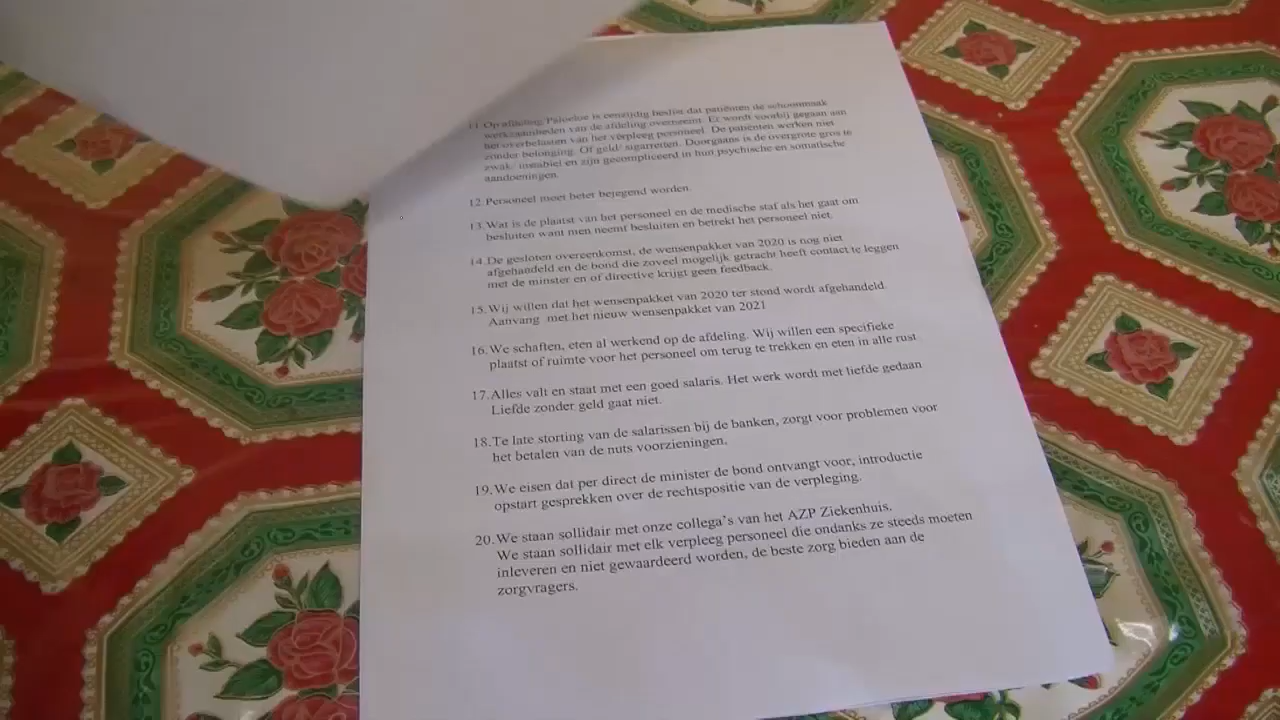 11. Op afdeling Paloeloe is eenzijdig beslist dat patiënten de schoonmaak
werkzaamheden van de afdeling overneemt. Er wordt voorbij gegaan aan
het overbelasten van het verpleeg personeel. De patienten werken niet
zonder belonging. Of geld/ sigaretten. Doorgaans is de overgrote gros te
zwak/ instabiel en zijn gecompliceerd in hun psychische en somatische
aandoeningen.
12. Personeel moet beter bejegend worden.
13. Wat is de plaatst van het personeel en de medische staf als het gaat om
besluiten want men neemt besluiten en betrekt het personeel niet.
14. De gesloten overeenkomst, de wensenpakket van 2020 is nog niet
afgehandeld en de bond die zoveel mogelijk getracht heeft contact te leggen
met de minster en of directive krijgt geen feedback.
15. Wij willen dat het wensenpakket van 2020 ter stond wordt afgehandeld.
Aanvang met het nieuw wensenpakket van 2021
16. We schaften, eten al werkend op de afdeling. Wij willen een specifieke
plaatst of ruimte voor het personeel om terug te trekken en eten in alle rust
17. Alles valt en staat met een goed salaris. Het werk wordt met liefde gedaan
Liefde zonder geld gaat niet.
18. Te late storting van de salarissen bij de banken, zorgt voor problemen voor
het betalen van de nuts voorzieningen.
19. We eisen dat per direct de minister de bond ontvangt voor, introductie
opstart gesprekken over de rechtspositie van de verpleging.
20. We staan sollidair met onze collega's van het AZP Ziekenhuis.
We staan sollidair met elk verpleeg personeel die ondanks ze steeds moeten
inleveren en niet gewaardeerd worden, de beste zorg bieden aan de
zorgvragers.